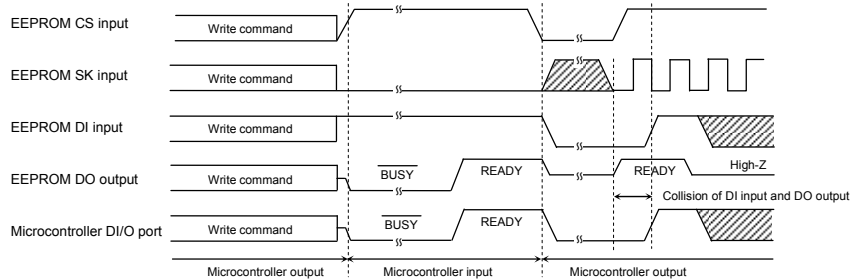 EEPROM CS input
Write command
EEPROM SK input
Write command
EEPROM DI input
Write command
EEPROM DO output
Write command
BUSY
READY
READY
High-Z
Collision of DI input and DO output
Microcontroller DI/O port
Write command
BUSY
READY
Microcontroller output
Microcontroller input
Microcontroller output